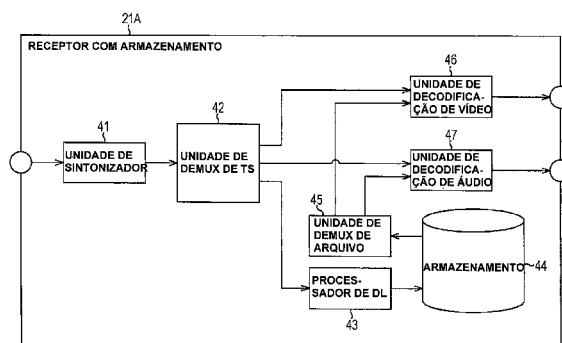 21A
RECEPTOR COM ARMAZENAMENTO
41
UNIDADE DE
SINTONIZADOR
42
UNIDADE DE
DEMUX DE TS
46
UNIDADE DE
DECODIFICA-
ÇÃO DE VÍDEO
47
UNIDADE DE
DECODIFICA-
ÇÃO DE ÁUDIO
45
UNIDADE DE
DEMUX DE
ARQUIVO
PROCES-
SADOR DE DL
43
ARMAZENAMENTO
44